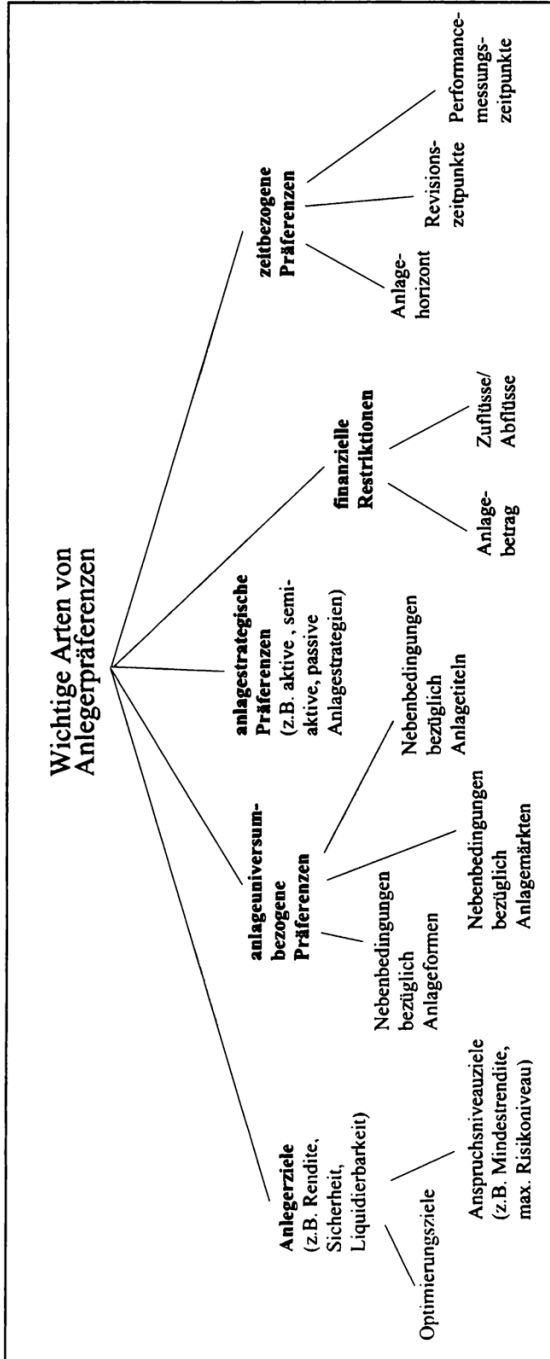 Wichtige Arten von
Anlegerpräferenzen
Anlegerziele
(z.B. Rendite,
Sicherheit,
Liquidierbarkeit)
Optimierungsziele
Anspruchsniveauziele
(z.B. Mindestrendite,
max. Risikoniveau)
anlageuniversum-
bezogene
Präferenzen
Nebenbedingungen
bezüglich
Anlageformen
Nebenbedingungen
bezüglich
Anlagemärkten
Nebenbedingungen
bezüglich
Anlagetiteln
anlagestrategische
Präferenzen
(z.B. aktive , semi-
aktive, passive
Anlagestrategien)
finanzielle
Restriktionen
Anlage-
betrag
Zuflüsse/
Abflüsse
zeitbezogene
Präferenzen
Anlage-
horizont
Revisions-
zeitpunkte
Performance-
messungs-
zeitpunkte